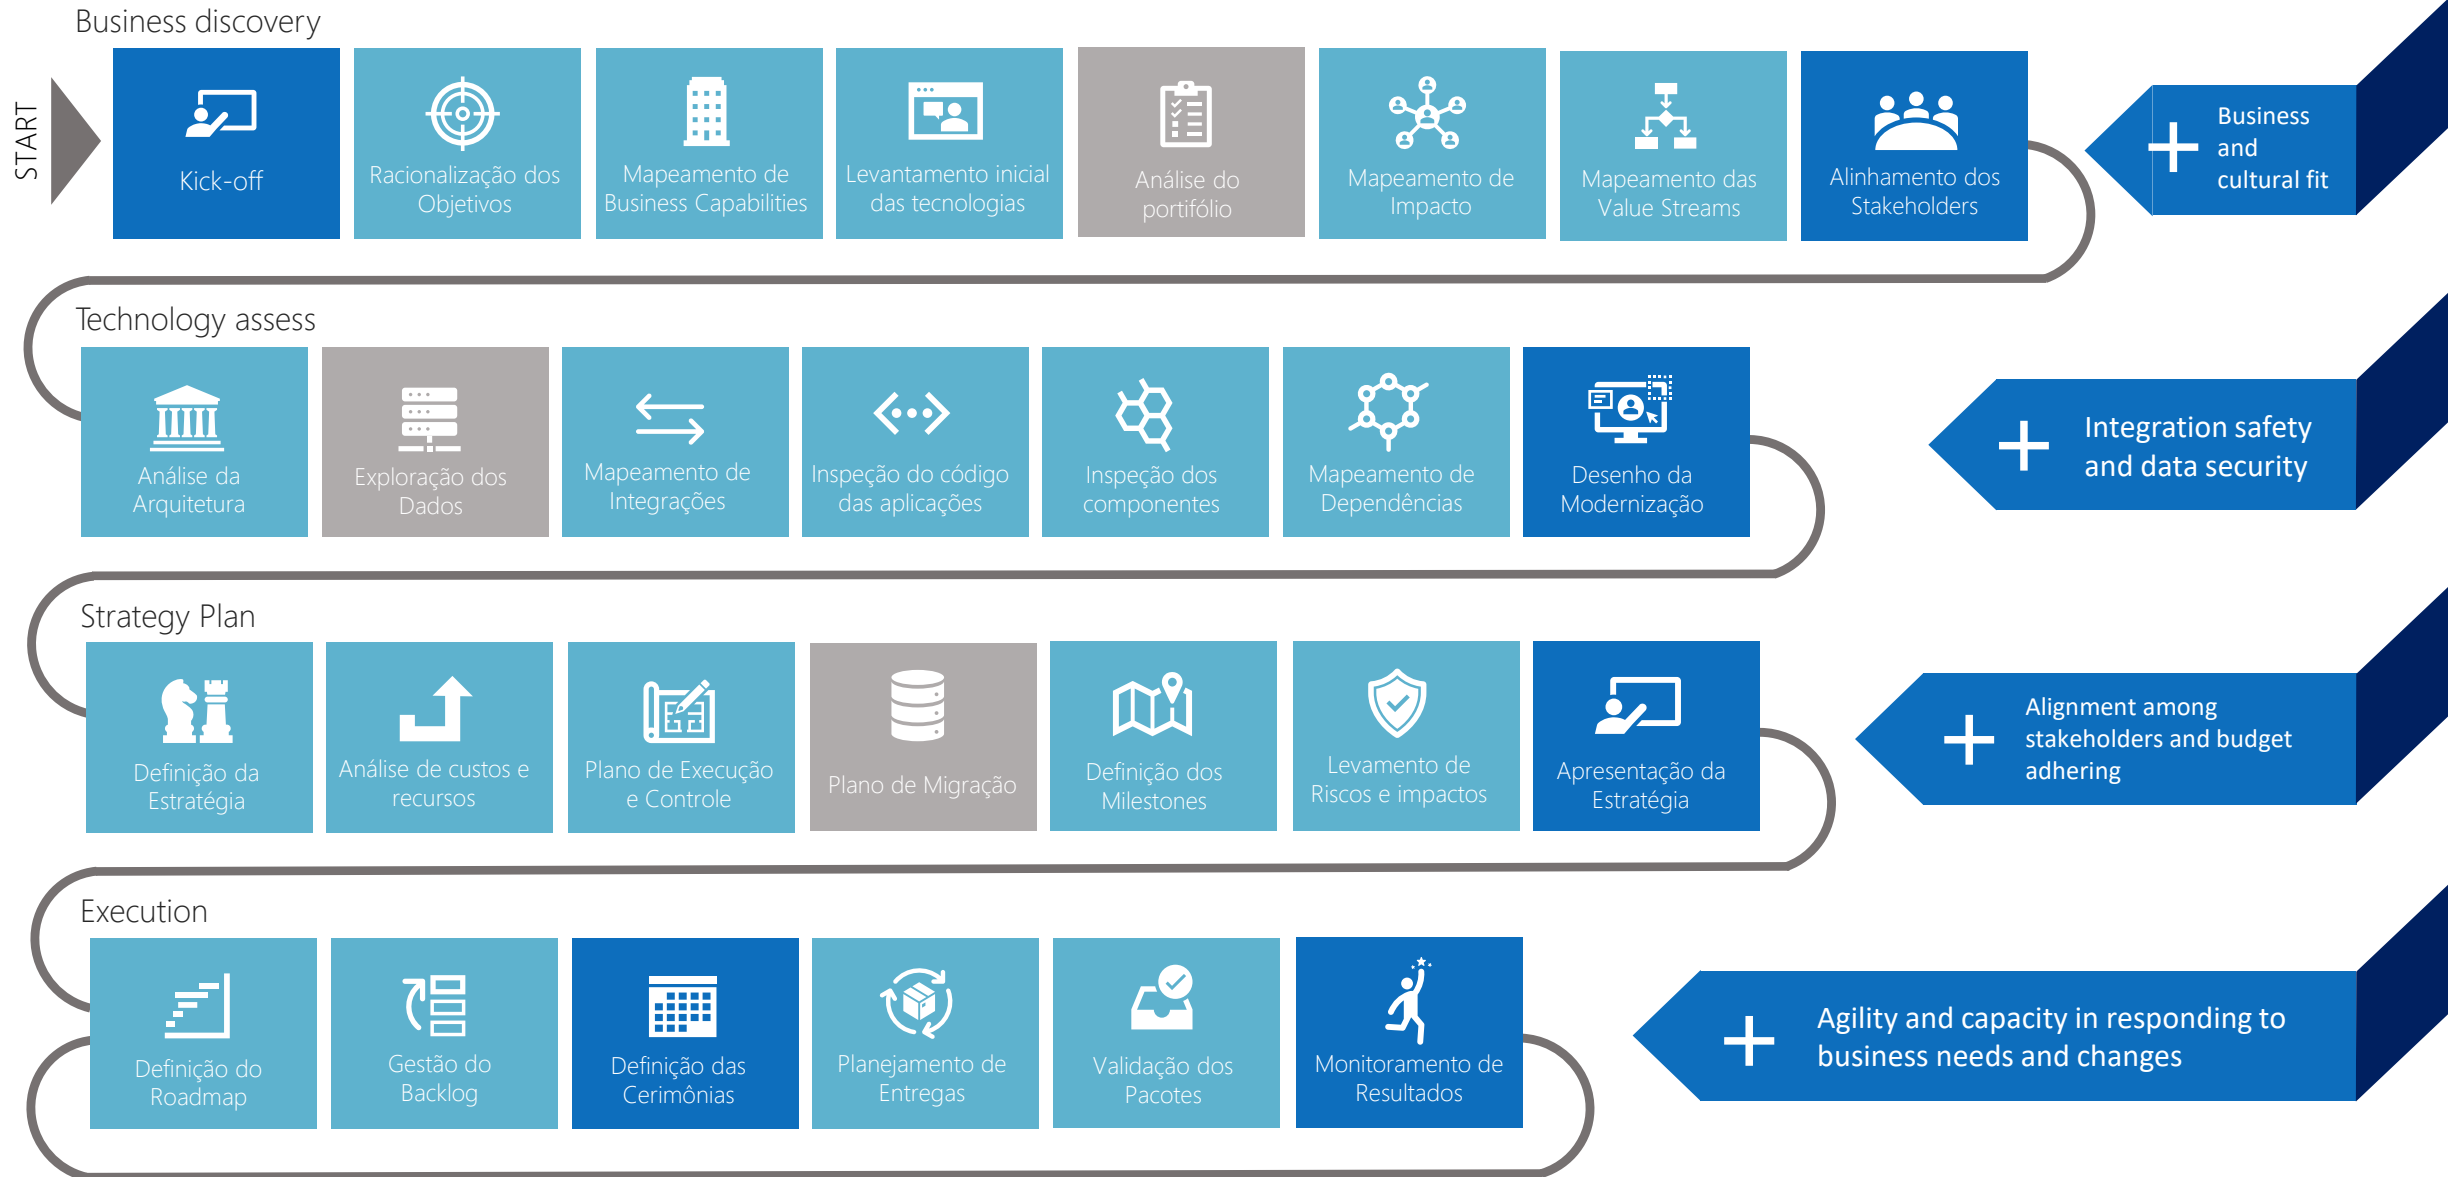 Business discovery
START
Kick-off
Racionalização dos
Objetivos
Mapeamento de
Business Capabilities
Levantamento inicial
das tecnologias
Análise do
portifólio
Mapeamento de
Impacto
Mapeamento das
Value Streams
Alinhamento dos
Stakeholders
Business
and
cultural fit
Technology assess
Análise da
Arquitetura
Exploração dos
Dados
Mapeamento de
Integrações
Inspeção do código
das aplicações
Inspeção dos
componentes
Mapeamento de
Dependências
Desenho da
Modernização
Integration safety
and data security
Strategy Plan
Definição da
Estratégia
Análise de custos e
recursos
Plano de Execução
e Controle
Plano de Migração
Definição dos
Milestones
Levamento de
Riscos e impactos
Apresentação da
Estratégia
Alignment among
stakeholders and budget
adhering
Execution
Definição do
Roadmap
Gestão do
Backlog
Definição das
Cerimônias
Planejamento de
Entregas
Validação dos
Pacotes
Monitoramento de
Resultados
Agility and capacity in responding to
business needs and changes